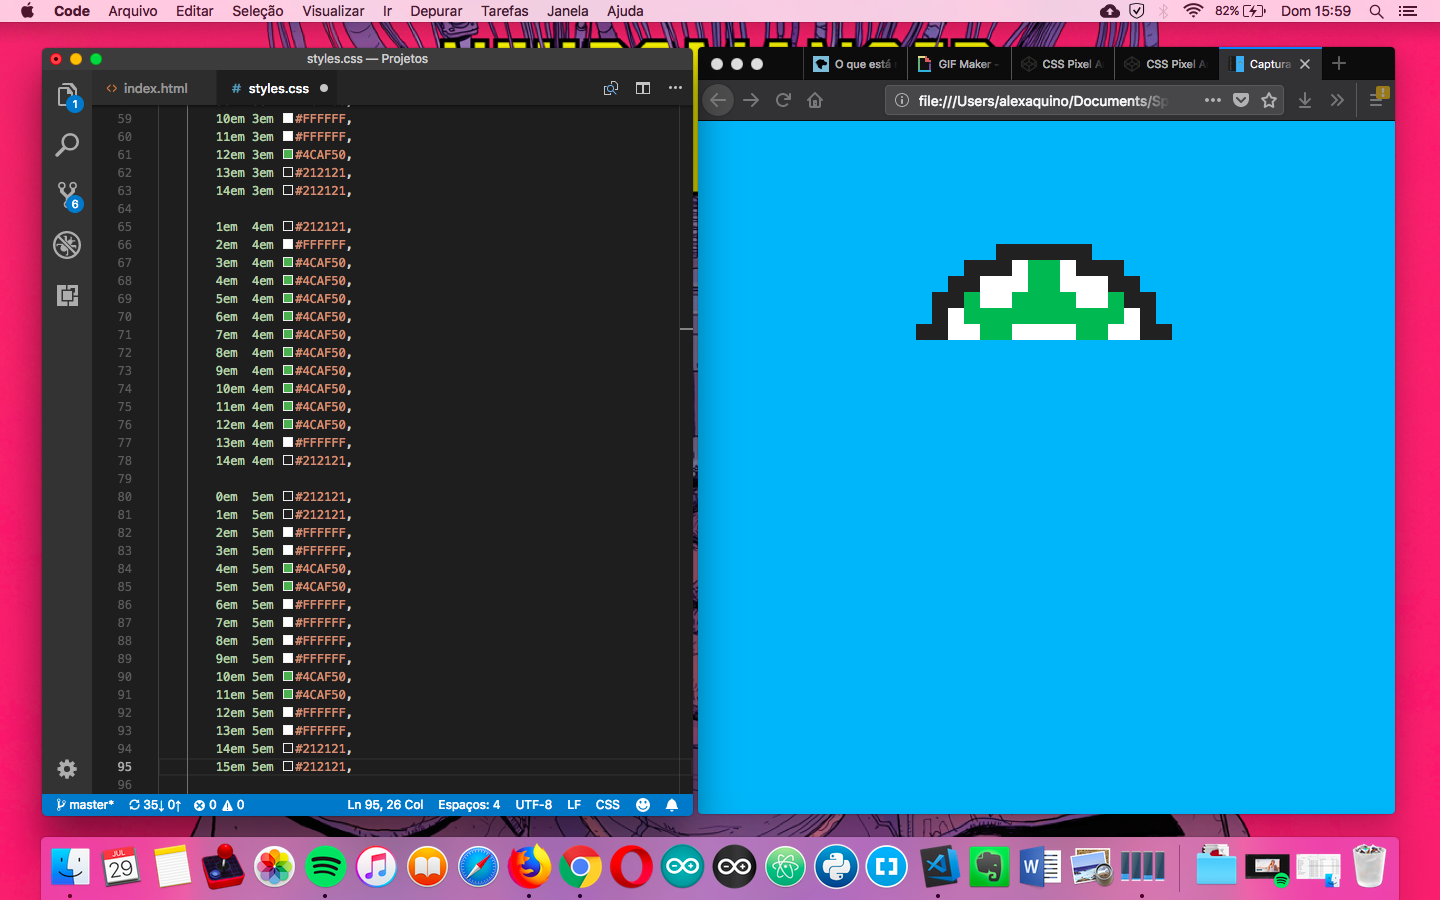 Code Arquivo Editar Seleção Visualizar Ir Depurar Tarefas Janela Ajuda 82% Dom 15:59
styles.css — Projetos
<> index.html # styles.css
59 10em 3em #FFFFFF,
60 11em 3em #FFFFFF,
61 12em 3em #4CAF50,
62 13em 3em #212121,
63 14em 3em #212121,
64
65 1em 4em #212121,
66 2em 4em #FFFFFF,
67 3em 4em #4CAF50,
68 4em 4em #4CAF50,
69 5em 4em #4CAF50,
70 6em 4em #4CAF50,
71 7em 4em #4CAF50,
72 8em 4em #4CAF50,
73 9em 4em #4CAF50,
74 10em 4em #4CAF50,
75 11em 4em #4CAF50,
76 12em 4em #4CAF50,
77 13em 4em #FFFFFF,
78 14em 4em #212121,
79
80 0em 5em #212121,
81 1em 5em #212121,
82 2em 5em #FFFFFF,
83 3em 5em #FFFFFF,
84 4em 5em #4CAF50,
85 5em 5em #4CAF50,
86 6em 5em #FFFFFF,
87 7em 5em #FFFFFF,
88 8em 5em #FFFFFF,
89 9em 5em #FFFFFF,
90 10em 5em #4CAF50,
91 11em 5em #4CAF50,
92 12em 5em #FFFFFF,
93 13em 5em #FFFFFF,
94 14em 5em #212121,
95 15em 5em #212121,
96
1
6
master* 35↓ 0↑ 0 0 Ln 95, 26 Col Espaços: 4 UTF-8 LF CSS
O que está GIF Maker - CSS Pixel A CSS Pixel A Captura
file:///Users/alexaquino/Documents/Sp
JUL
29